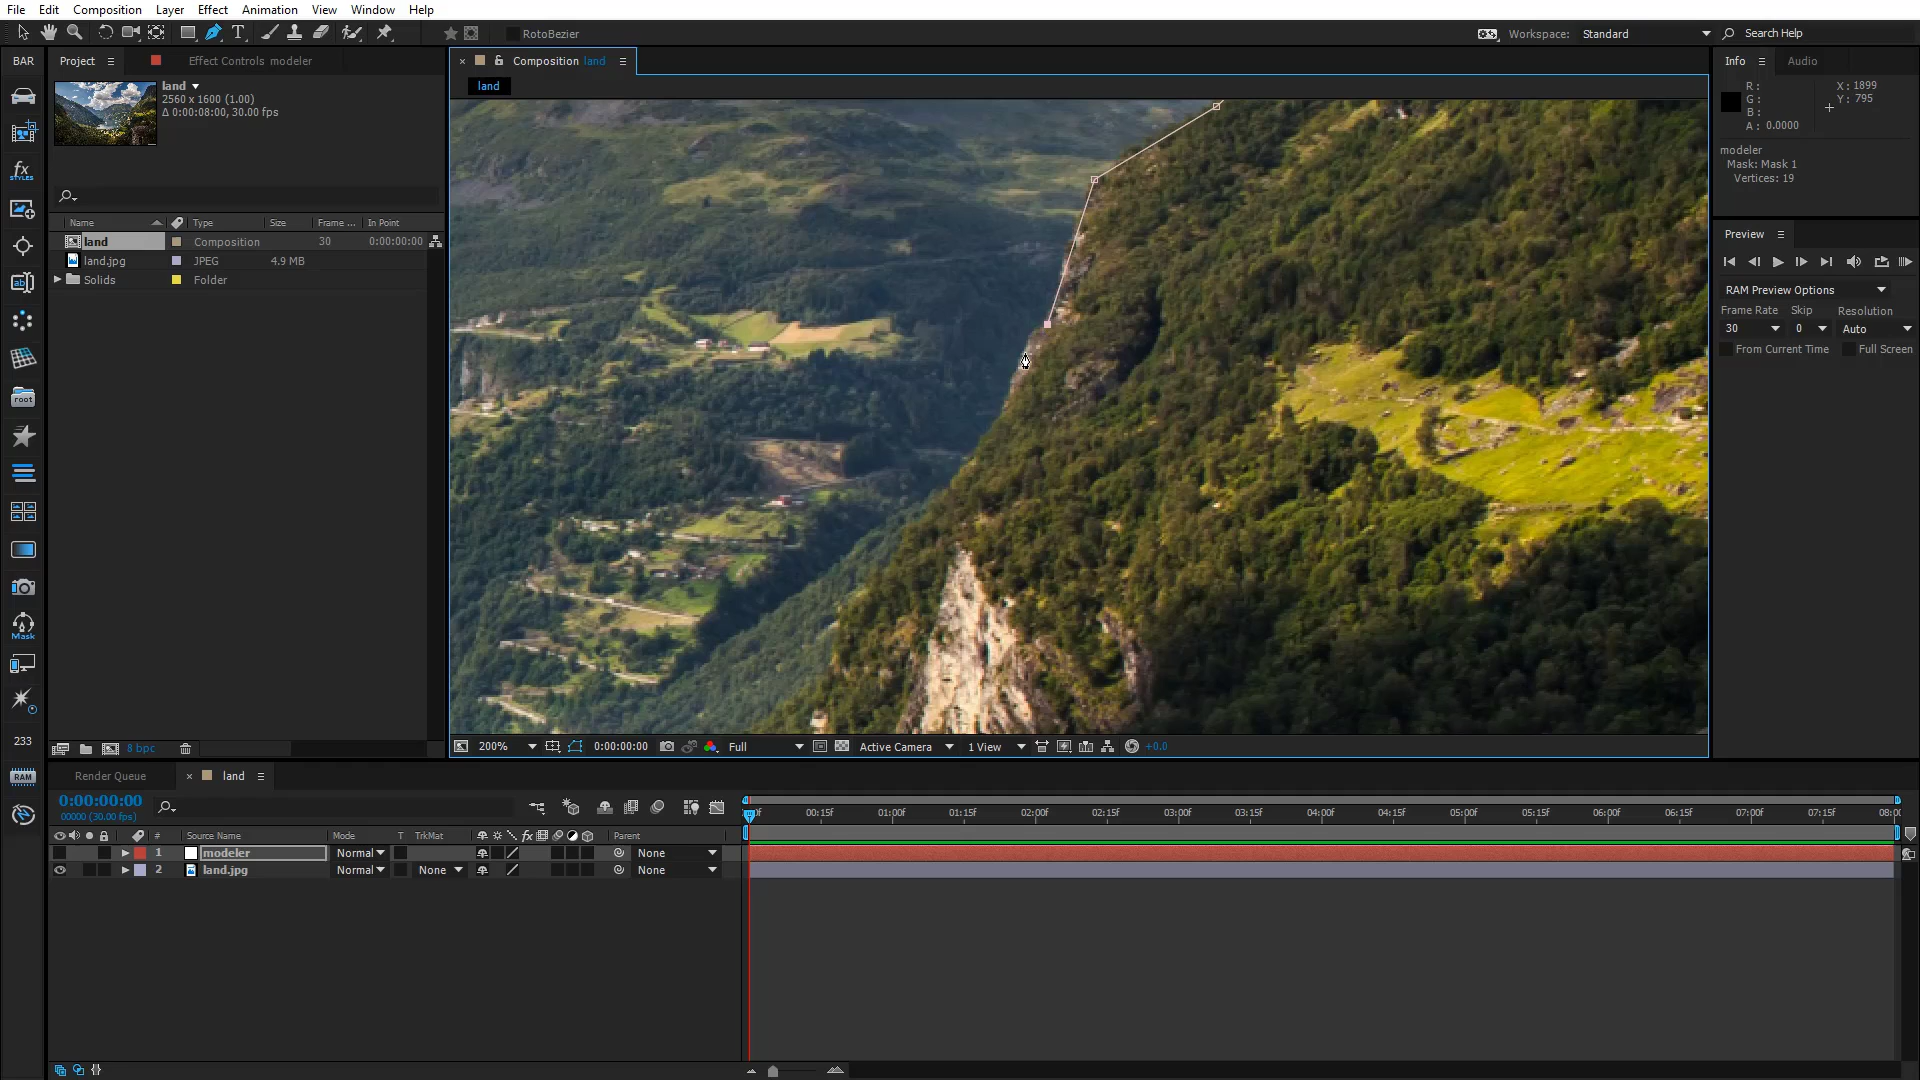 File Edit Composition Layer Effect Animation View Window Help
RotoBezier
Workspace: Standard
Search Help
BAR
Project
Effect Controls modeler
Composition land
Info
Audio
land
land
2560 x 1600 (1.00)
Δ 0:00:08:00, 30.00 fps
R :
G :
B :
A : 0.0000
X : 1899
Y : 795
modeler
Mask: Mask 1
Vertices: 19
fx
STYLES
Name Type Size Frame ... In Point
land Composition 30 0:00:00:00
land.jpg JPEG 4.9 MB
Solids Folder
Preview
RAM Preview Options
Frame Rate Skip Resolution
30 0 Auto
From Current Time Full Screen
ab
root
Mask
233
RAM
8 bpc
200% 0:00:00:00 Full Active Camera 1 View +0.0
Render Queue
land
0:00:00:00
00000 (30.00 fps)
00:15f 01:00f 01:15f 02:00f 02:15f 03:00f 03:15f 04:00f 04:15f 05:00f 05:15f 06:00f 06:15f 07:00f 07:15f 08:00
# Source Name Mode T TrkMat fx Parent
1 modeler Normal None
2 land.jpg Normal None None